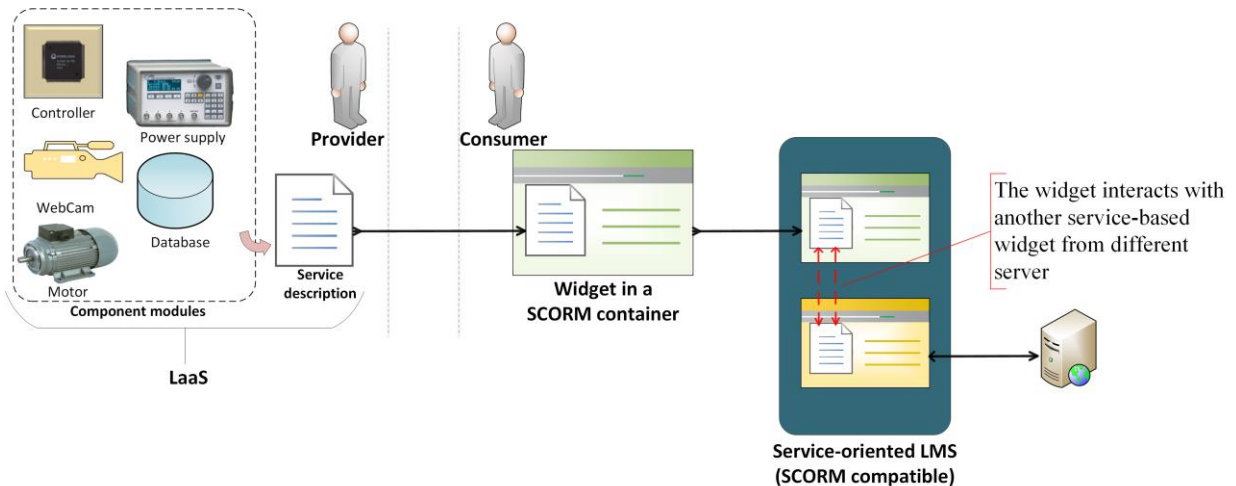 Controller
Power supply
WebCam
Database
Motor
Component modules
LaaS
Service
description
Provider
Consumer
Widget in a
SCORM container
The widget interacts with
another service-based
widget from different
server
Service-oriented LMS
(SCORM compatible)